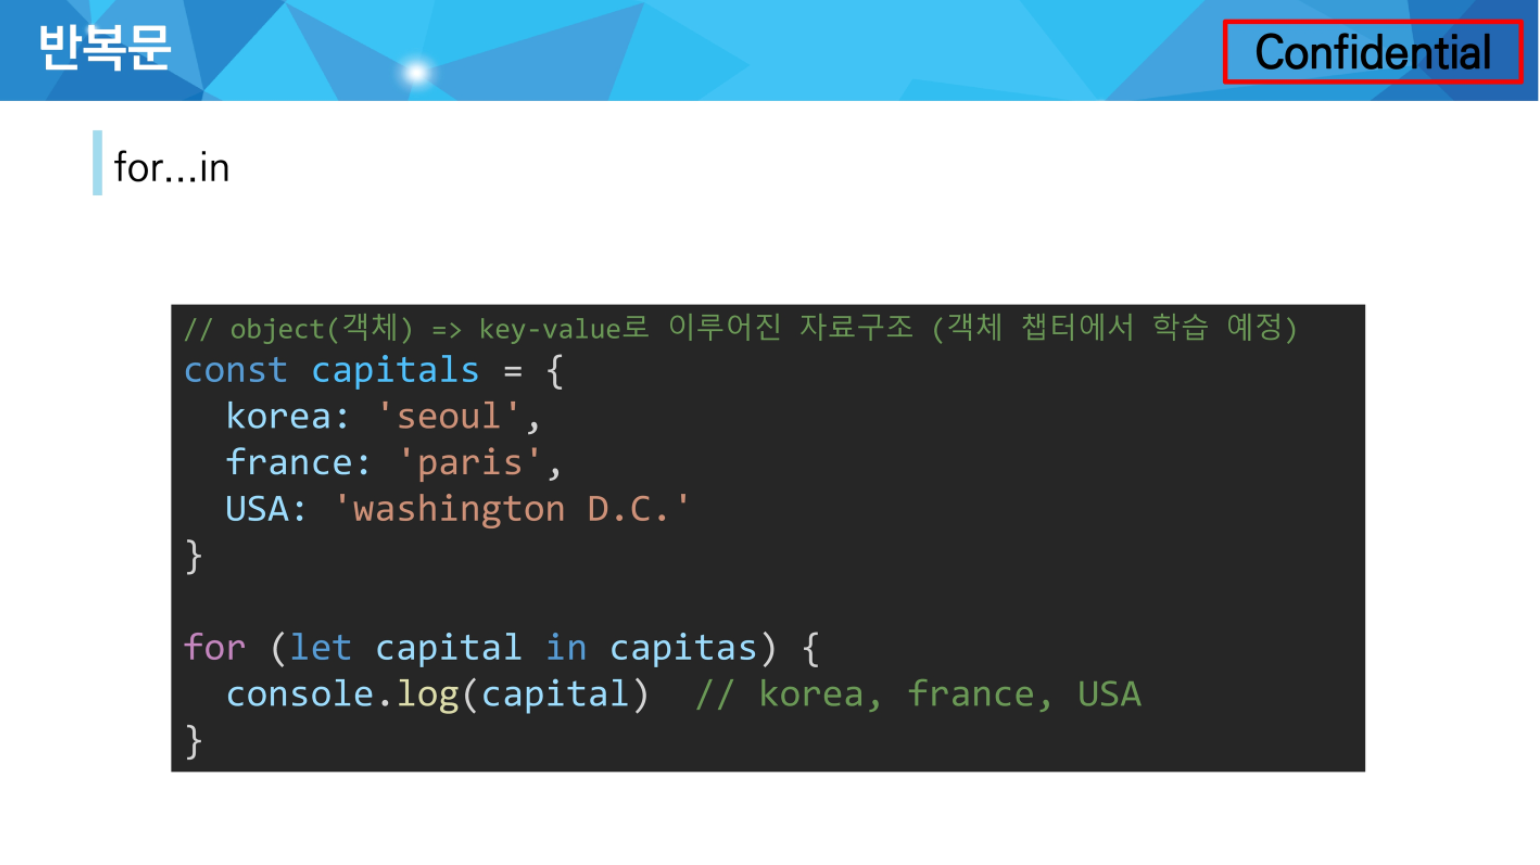 반복문
Confidential
for...in
// object(객체) => key-value로 이루어진 자료구조 (객체 챕터에서 학습 예정)
const capitals = {
  korea: 'seoul',
  france: 'paris',
  USA: 'washington D.C.'
}
for (let capital in capitas) {
  console.log(capital)  // korea, france, USA
}